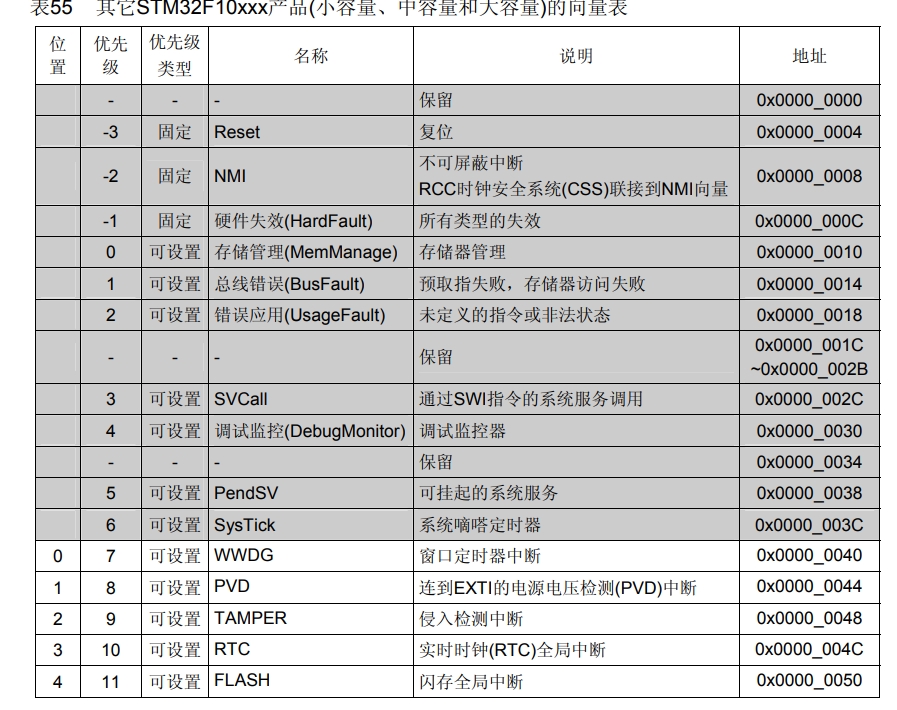 表55 其它STM32F10xxx产品(小容量、中容量和大容量)的向量表
位置 优先级 优先级类型 名称 说明 地址
- - - 保留 0x0000_0000
-3 固定 Reset 复位 0x0000_0004
-2 固定 NMI 不可屏蔽中断 0x0000_0008
RCC时钟安全系统(CSS)联接到NMI向量
-1 固定 硬件失效(HardFault) 所有类型的失效 0x0000_000C
0 可设置 存储管理(MemManage) 存储器管理 0x0000_0010
1 可设置 总线错误(BusFault) 预取指失败，存储器访问失败 0x0000_0014
2 可设置 错误应用(UsageFault) 未定义的指令或非法状态 0x0000_0018
- - - 保留 0x0000_001C
~0x0000_002B
3 可设置 SVCall 通过SWI指令的系统服务调用 0x0000_002C
4 可设置 调试监控(DebugMonitor) 调试监控器 0x0000_0030
- - - 保留 0x0000_0034
5 可设置 PendSV 可挂起的系统服务 0x0000_0038
6 可设置 SysTick 系统嘀嗒定时器 0x0000_003C
0 7 可设置 WWDG 窗口定时器中断 0x0000_0040
1 8 可设置 PVD 连到EXTI的电源电压检测(PVD)中断 0x0000_0044
2 9 可设置 TAMPER 侵入检测中断 0x0000_0048
3 10 可设置 RTC 实时时钟(RTC)全局中断 0x0000_004C
4 11 可设置 FLASH 闪存全局中断 0x0000_0050